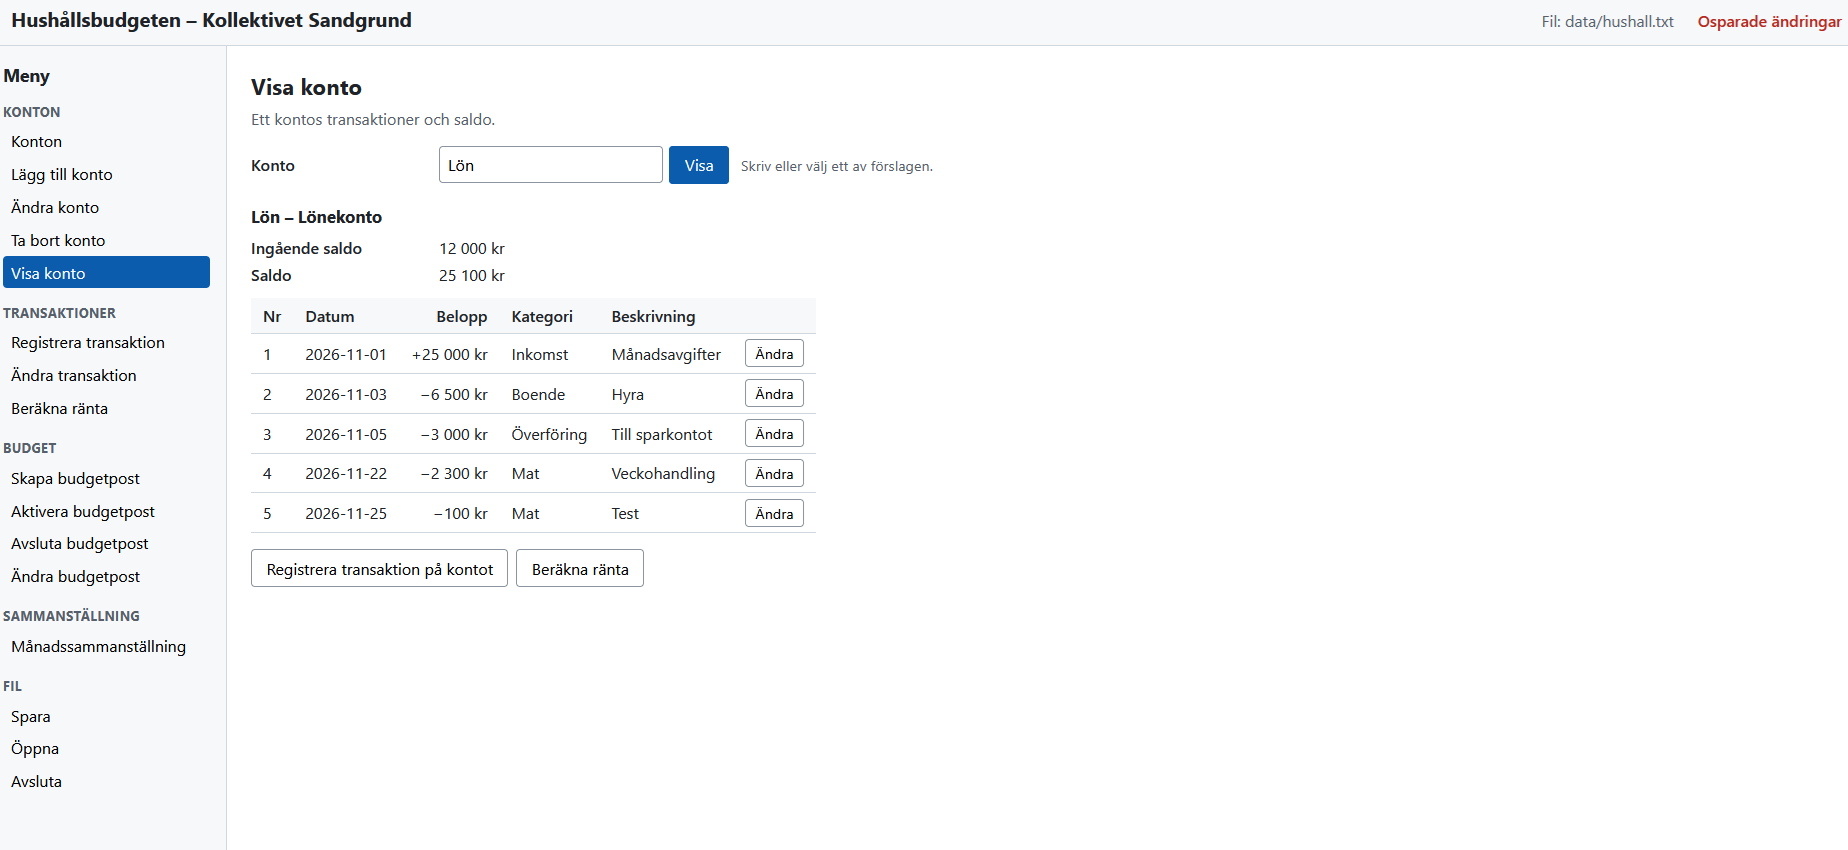 Hushållsbudgeten – Kollektivet Sandgrund
Fil: data/hushall.txt Osparade ändringar
Meny
KONTON
Konton
Lägg till konto
Ändra konto
Ta bort konto
Visa konto
TRANSAKTIONER
Registrera transaktion
Ändra transaktion
Beräkna ränta
BUDGET
Skapa budgetpost
Aktivera budgetpost
Avsluta budgetpost
Ändra budgetpost
SAMMANSTÄLLNING
Månadssammanställning
FIL
Spara
Öppna
Avsluta
Visa konto
Ett kontos transaktioner och saldo.
Konto Lön Visa Skriv eller välj ett av förslagen.
Lön – Lönekonto
Ingående saldo 12 000 kr
Saldo 25 100 kr
Nr Datum Belopp Kategori Beskrivning
1 2026-11-01 +25 000 kr Inkomst Månadsavgifter Ändra
2 2026-11-03 −6 500 kr Boende Hyra Ändra
3 2026-11-05 −3 000 kr Överföring Till sparkontot Ändra
4 2026-11-22 −2 300 kr Mat Veckohandling Ändra
5 2026-11-25 −100 kr Mat Test Ändra
Registrera transaktion på kontot Beräkna ränta